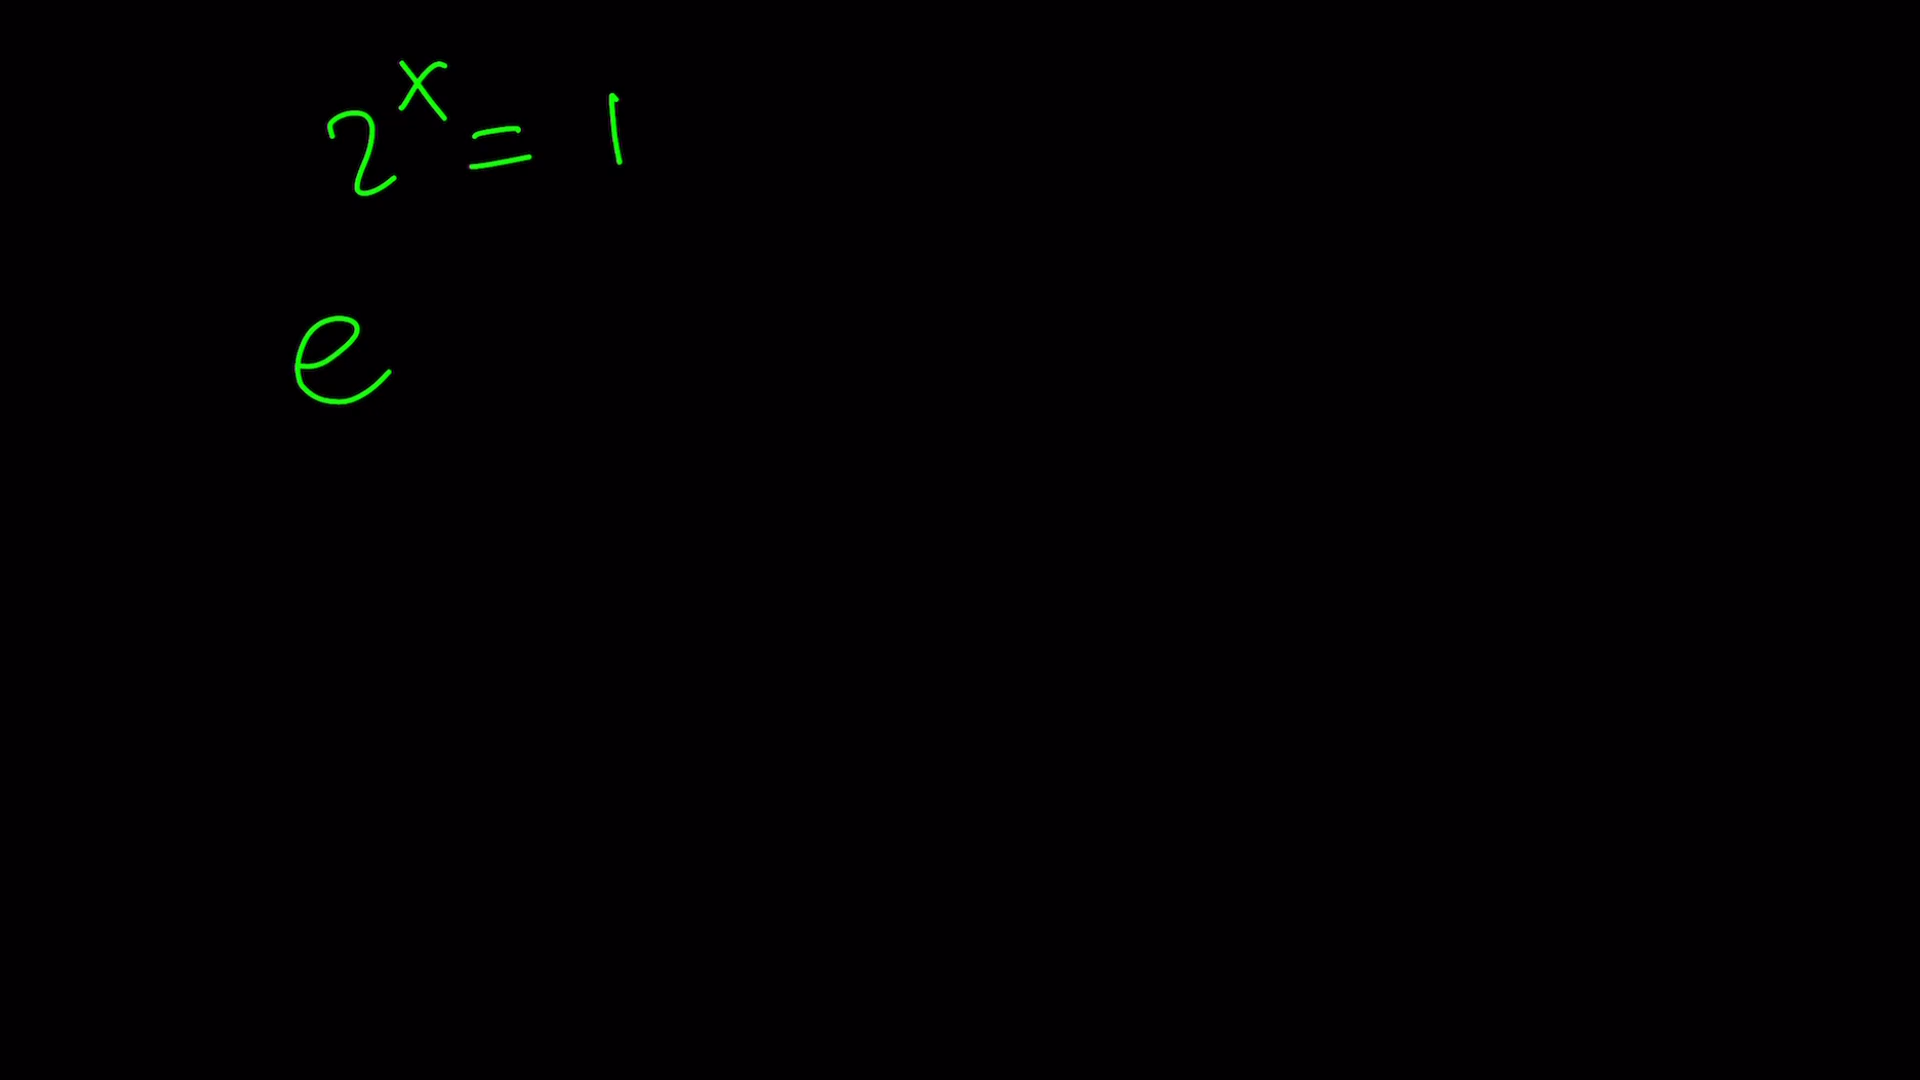 2^x = 1
e